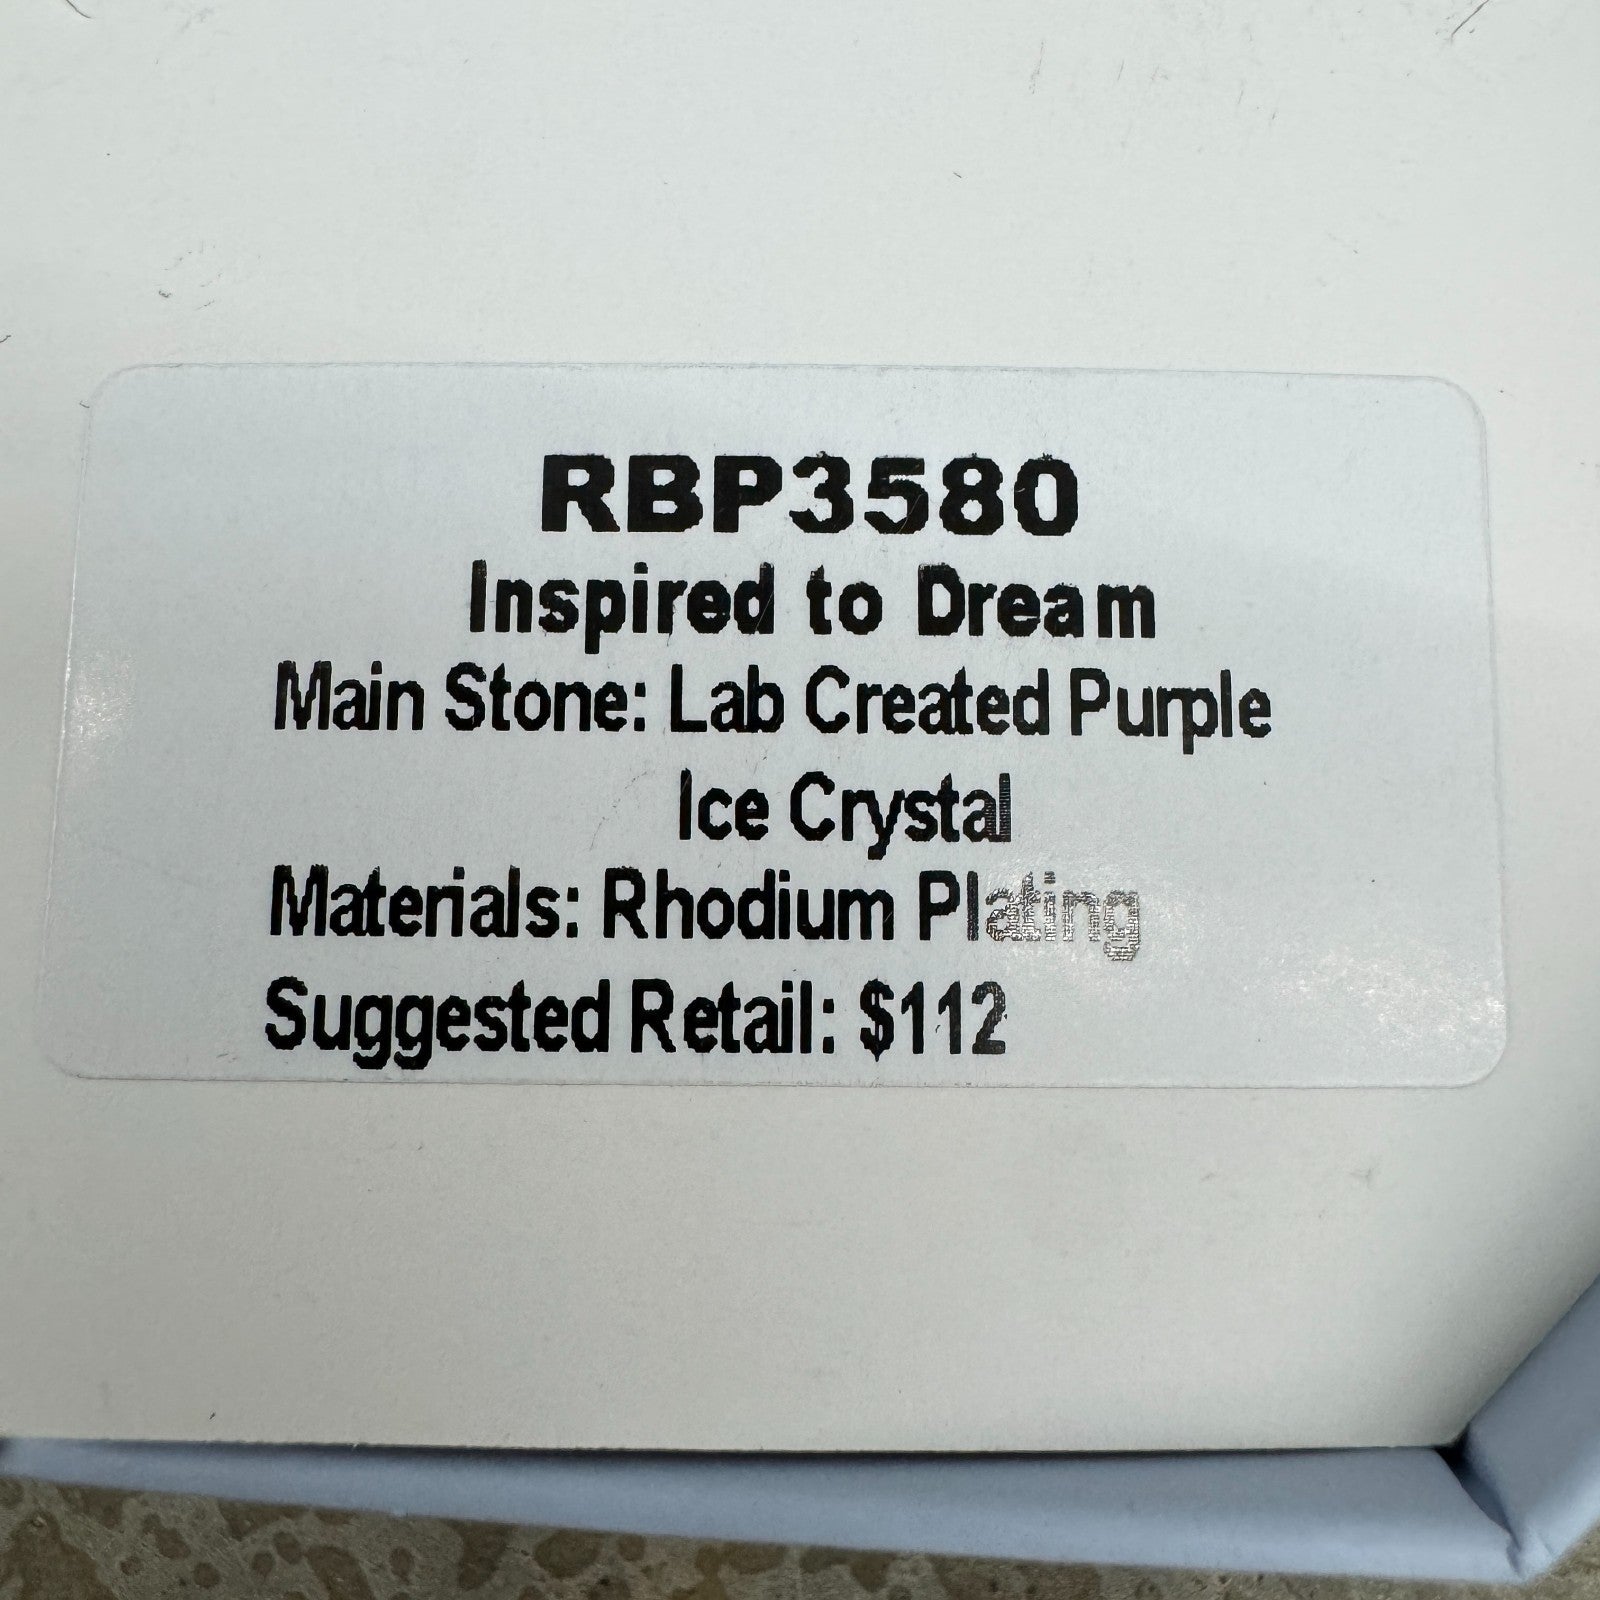 RBP3580
Inspired to Dream
Main Stone: Lab Created Purple
Ice Crystal
Materials: Rhodium Plating
Suggested Retail: $112